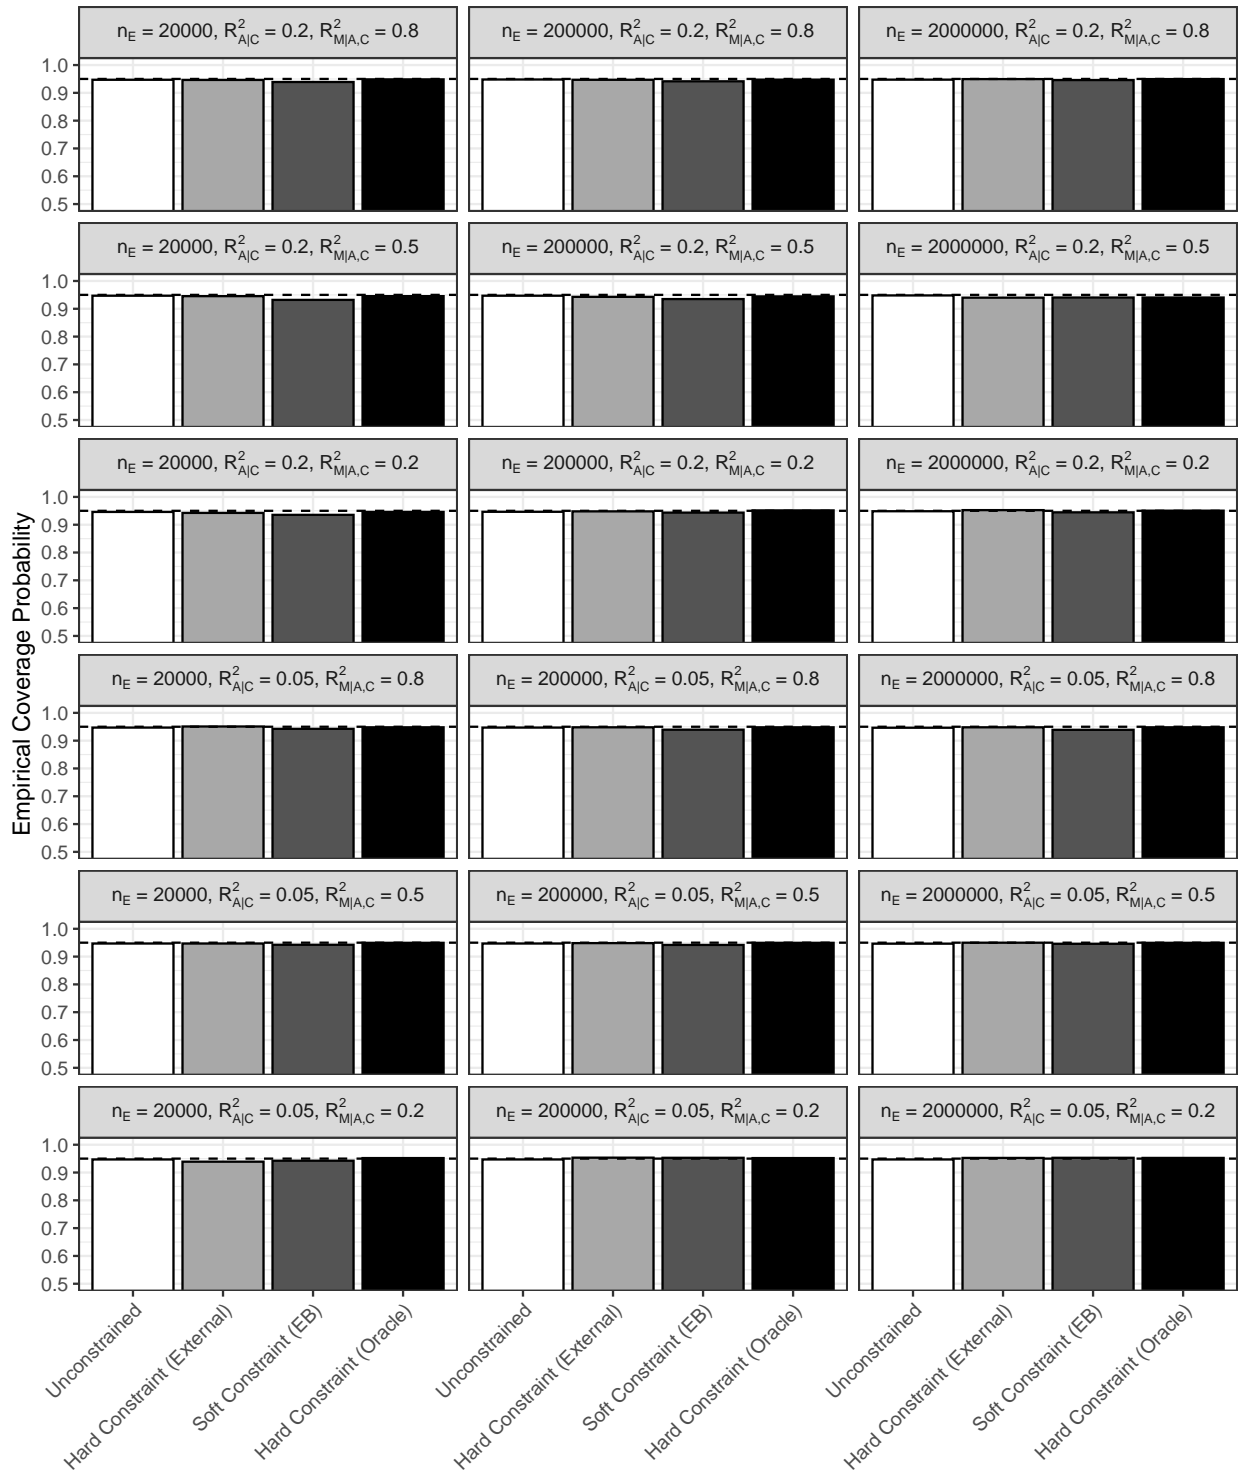 n_E = 20000, R²_A|C = 0.2, R²_M|A,C = 0.8
n_E = 200000, R²_A|C = 0.2, R²_M|A,C = 0.8
n_E = 2000000, R²_A|C = 0.2, R²_M|A,C = 0.8
1.0
0.9
0.8
0.7
0.6
0.5
n_E = 20000, R²_A|C = 0.2, R²_M|A,C = 0.5
n_E = 200000, R²_A|C = 0.2, R²_M|A,C = 0.5
n_E = 2000000, R²_A|C = 0.2, R²_M|A,C = 0.5
1.0
0.9
0.8
0.7
0.6
0.5
n_E = 20000, R²_A|C = 0.2, R²_M|A,C = 0.2
n_E = 200000, R²_A|C = 0.2, R²_M|A,C = 0.2
n_E = 2000000, R²_A|C = 0.2, R²_M|A,C = 0.2
1.0
0.9
0.8
0.7
0.6
0.5
Empirical Coverage Probability
n_E = 20000, R²_A|C = 0.05, R²_M|A,C = 0.8
n_E = 200000, R²_A|C = 0.05, R²_M|A,C = 0.8
n_E = 2000000, R²_A|C = 0.05, R²_M|A,C = 0.8
1.0
0.9
0.8
0.7
0.6
0.5
n_E = 20000, R²_A|C = 0.05, R²_M|A,C = 0.5
n_E = 200000, R²_A|C = 0.05, R²_M|A,C = 0.5
n_E = 2000000, R²_A|C = 0.05, R²_M|A,C = 0.5
1.0
0.9
0.8
0.7
0.6
0.5
n_E = 20000, R²_A|C = 0.05, R²_M|A,C = 0.2
n_E = 200000, R²_A|C = 0.05, R²_M|A,C = 0.2
n_E = 2000000, R²_A|C = 0.05, R²_M|A,C = 0.2
1.0
0.9
0.8
0.7
0.6
0.5
Unconstrained
Hard Constraint (External)
Soft Constraint (EB)
Hard Constraint (Oracle)
Unconstrained
Hard Constraint (External)
Soft Constraint (EB)
Hard Constraint (Oracle)
Unconstrained
Hard Constraint (External)
Soft Constraint (EB)
Hard Constraint (Oracle)